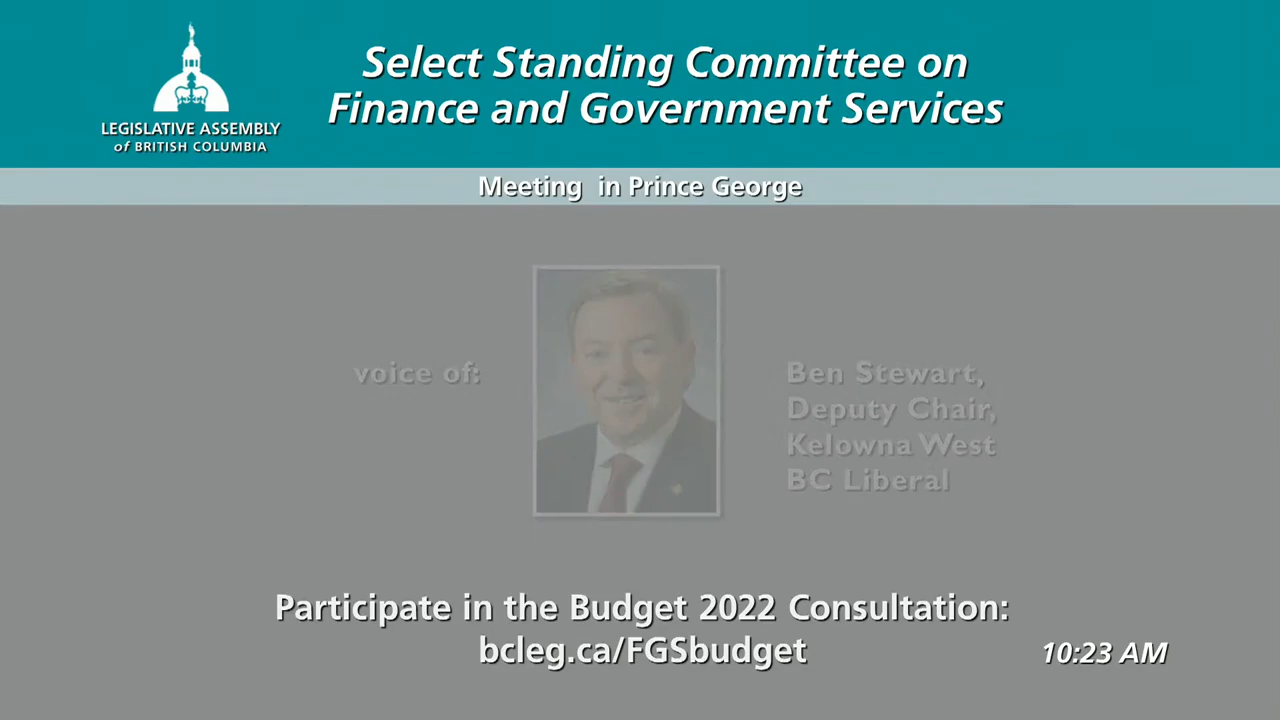 Select Standing Committee on
Finance and Government Services
LEGISLATIVE ASSEMBLY
of BRITISH COLUMBIA
Meeting in Prince George
voice of:
Ben Stewart,
Deputy Chair,
Kelowna West
BC Liberal
Participate in the Budget 2022 Consultation:
bcleg.ca/FGSbudget
10:23 AM